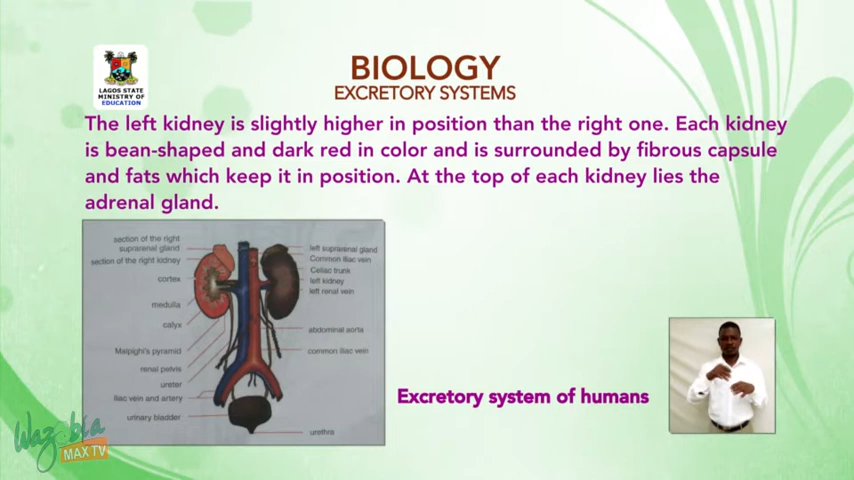 LAGOS STATE
MINISTRY OF
EDUCATION
BIOLOGY
EXCRETORY SYSTEMS
The left kidney is slightly higher in position than the right one. Each kidney
is bean-shaped and dark red in color and is surrounded by fibrous capsule
and fats which keep it in position. At the top of each kidney lies the
adrenal gland.
section of the right
suprarenal gland
section of the right kidney
cortex
medulla
calyx
Malpighi's pyramid
renal pelvis
ureter
iliac vein and artery
urinary bladder
left suprarenal gland
Common iliac vein
Celiac trunk
left kidney
left renal vein
abdominal aorta
common iliac vein
urethra
Excretory system of humans
Wazobia
MAX TV